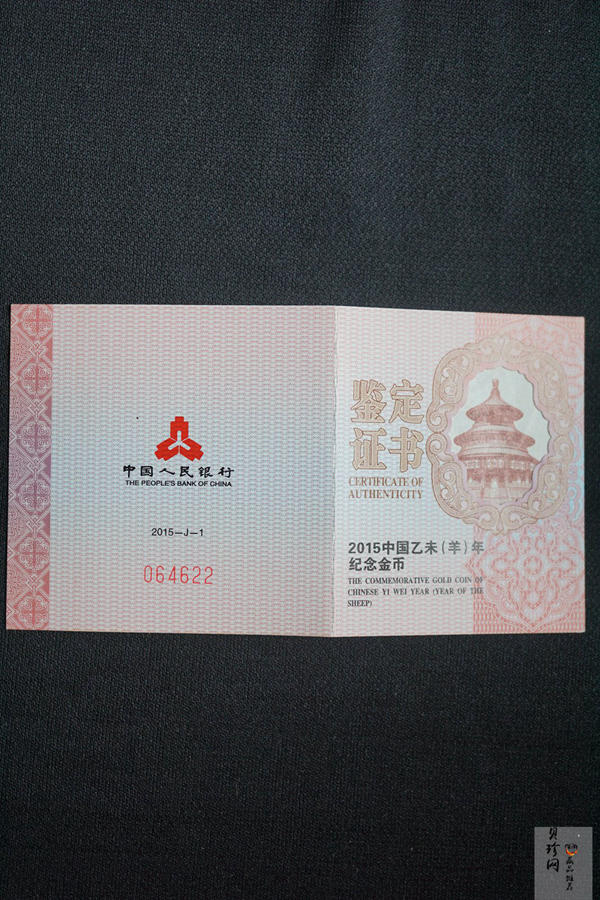 中国人民银行
THE PEOPLE'S BANK OF CHINA
2015-J-1
064622
鉴定
证书
CERTIFICATE OF
AUTHENTICITY
2015中国乙未(羊)年
纪念金币
THE COMMEMORATIVE GOLD COIN OF
CHINESE YI WEI YEAR (YEAR OF THE
SHEEP)
贝珍网